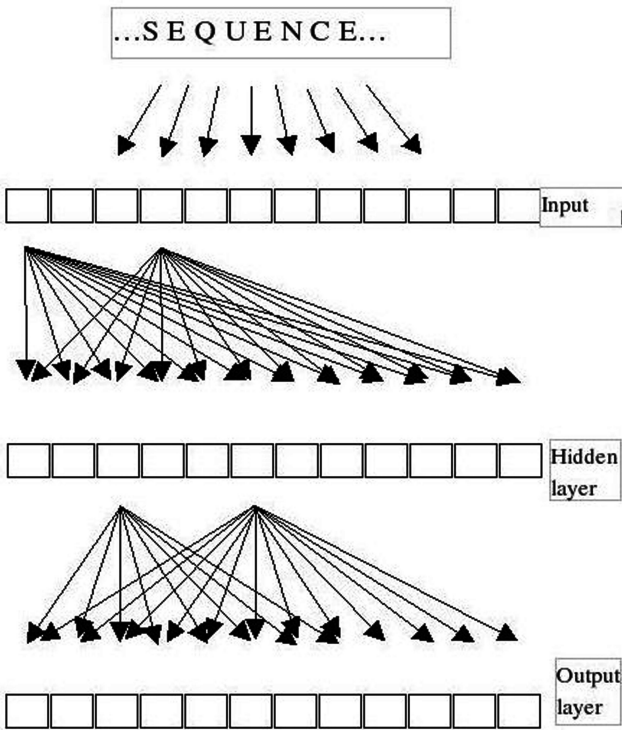 ...S E Q U E N C E...
Input
Hidden
layer
Output
layer